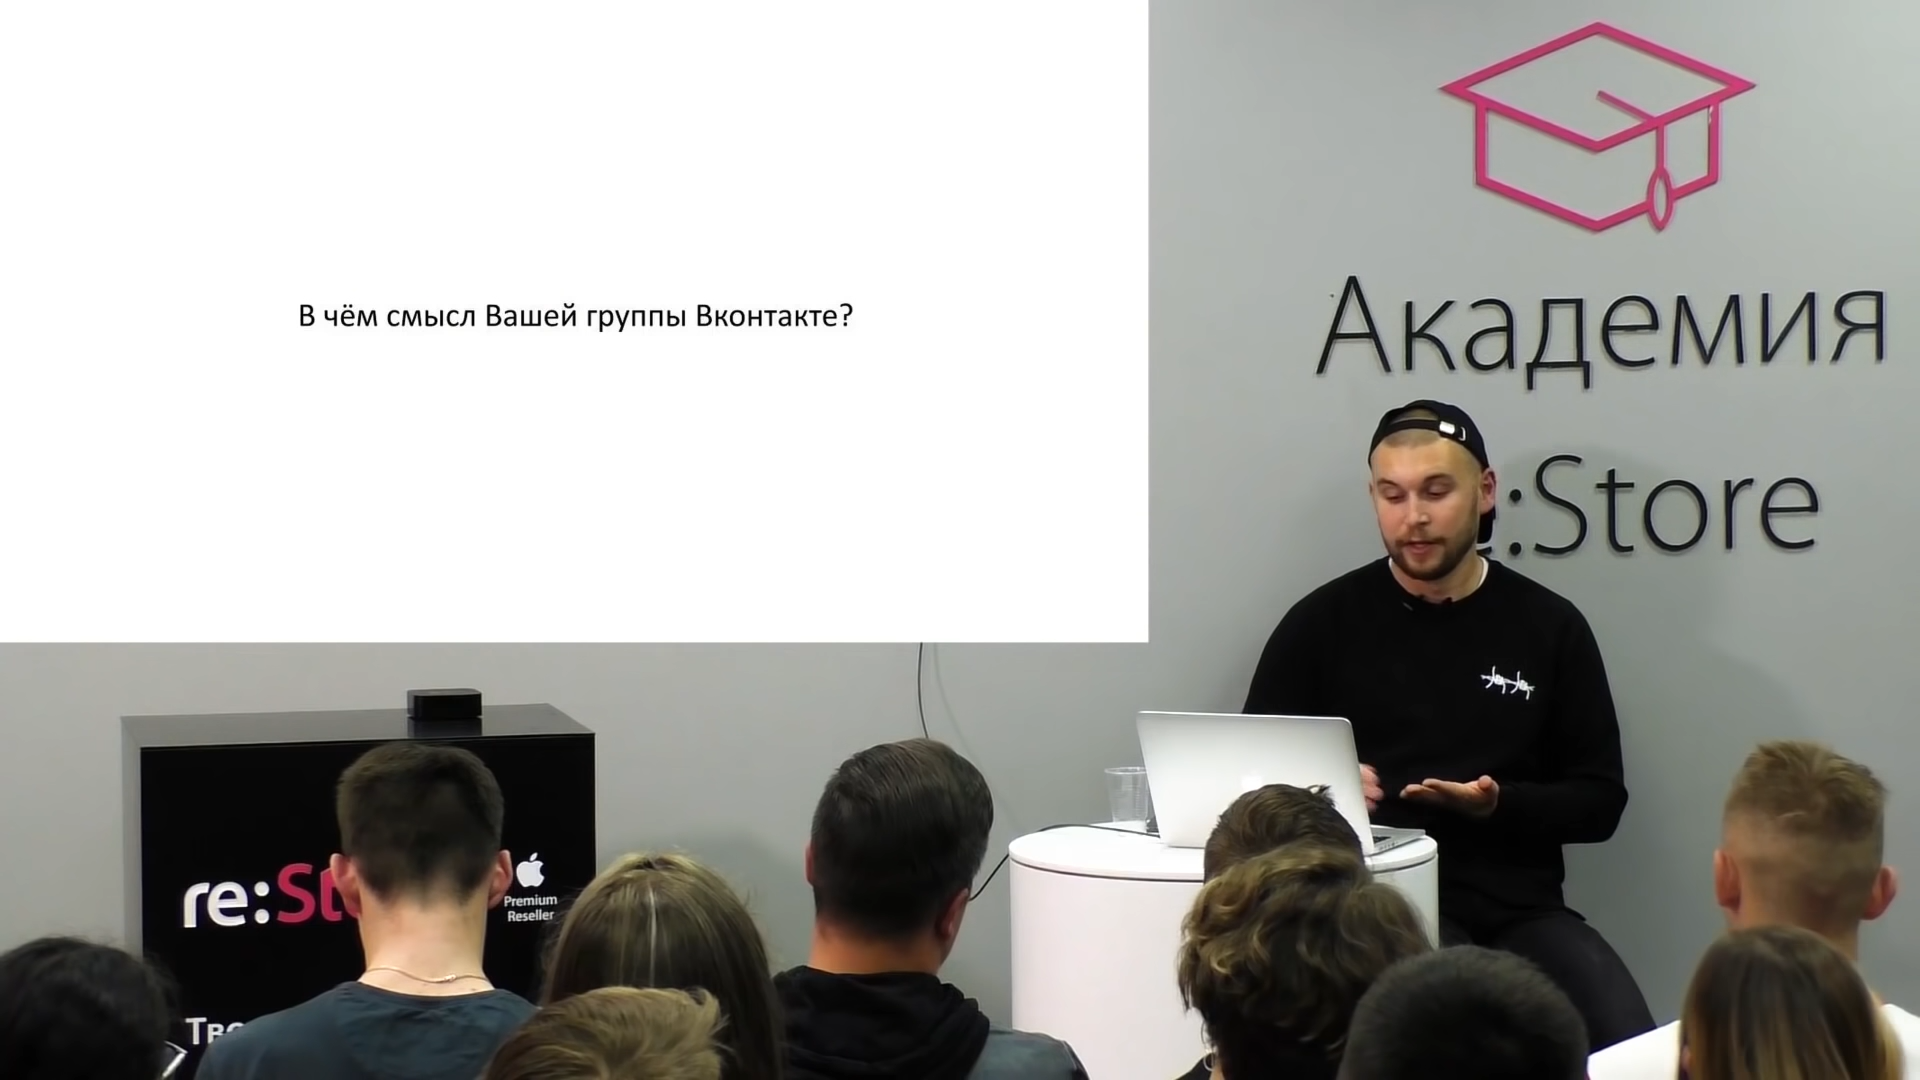 В чём смысл Вашей группы Вконтакте?
Академия
:Store
re:St
Premium
Reseller